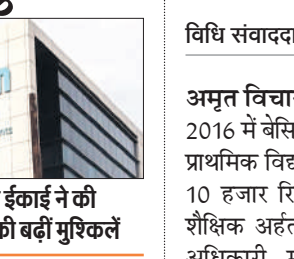 ईकाई ने की
की बढ़ीं मुश्किलें
विधि संवाददा
अमृत विचा
2016 में बेसि
प्राथमिक विद्य
10 हजार रि
शैक्षिक अर्हत